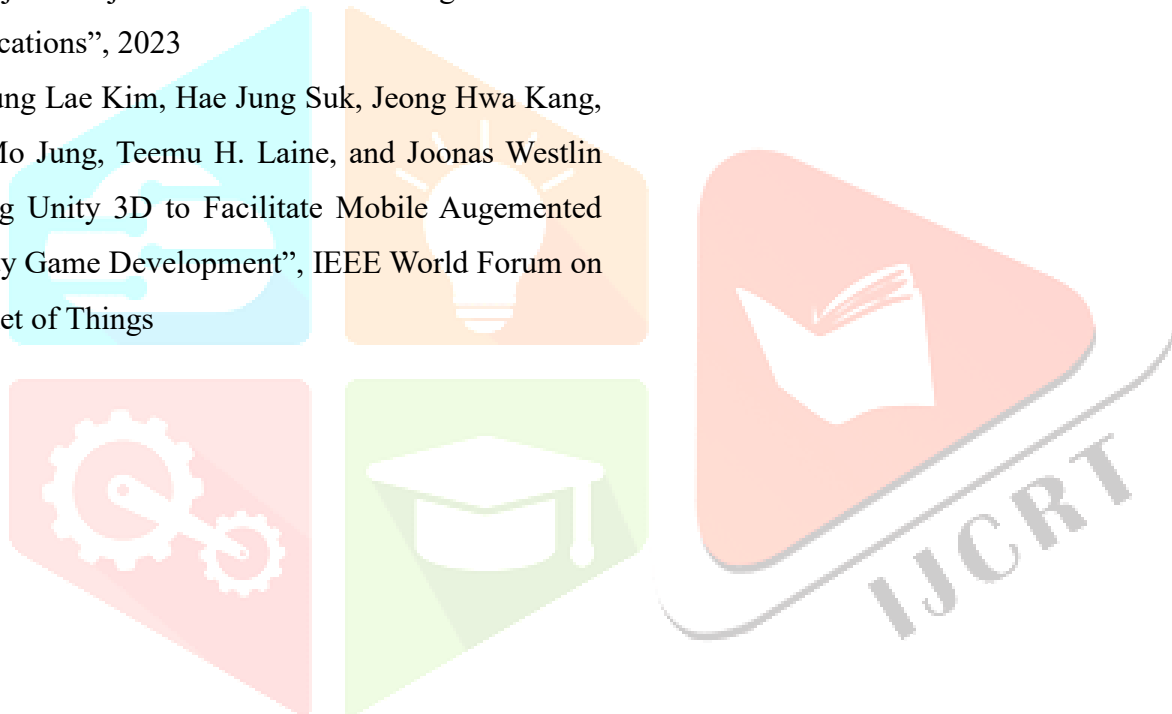 cations”, 2023
ung Lae Kim, Hae Jung Suk, Jeong Hwa Kang,
Mo Jung, Teemu H. Laine, and Joonas Westlin
g Unity 3D to Facilitate Mobile Augemented
y Game Development”, IEEE World Forum on
et of Things
IJCRT